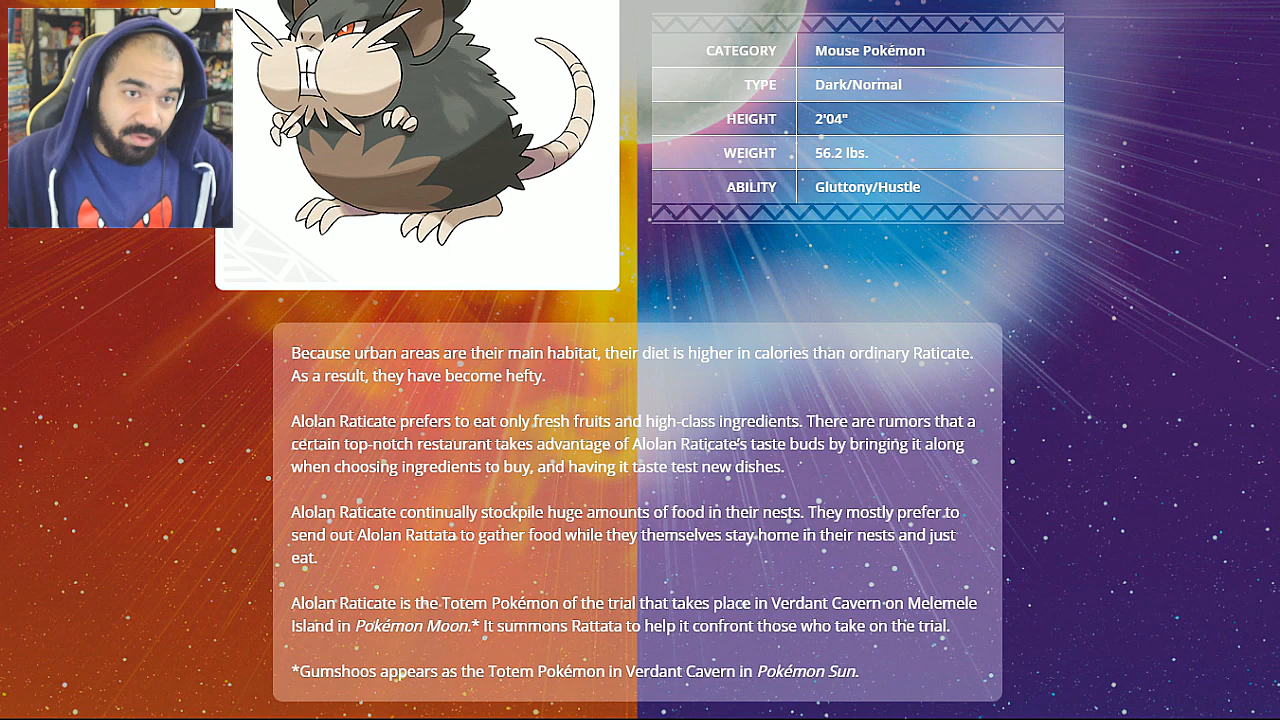 CATEGORY Mouse Pokémon
TYPE Dark/Normal
HEIGHT 2'04"
WEIGHT 56.2 lbs.
ABILITY Gluttony/Hustle
Because urban areas are their main habitat, their diet is higher in calories than ordinary Raticate.
As a result, they have become hefty.
Alolan Raticate prefers to eat only fresh fruits and high-class ingredients. There are rumors that a
certain top-notch restaurant takes advantage of Alolan Raticate's taste buds by bringing it along
when choosing ingredients to buy, and having it taste test new dishes.
Alolan Raticate continually stockpile huge amounts of food in their nests. They mostly prefer to
send out Alolan Rattata to gather food while they themselves stay home in their nests and just
eat.
Alolan Raticate is the Totem Pokémon of the trial that takes place in Verdant Cavern on Melemele
Island in Pokémon Moon.* It summons Rattata to help it confront those who take on the trial.
*Gumshoos appears as the Totem Pokémon in Verdant Cavern in Pokémon Sun.